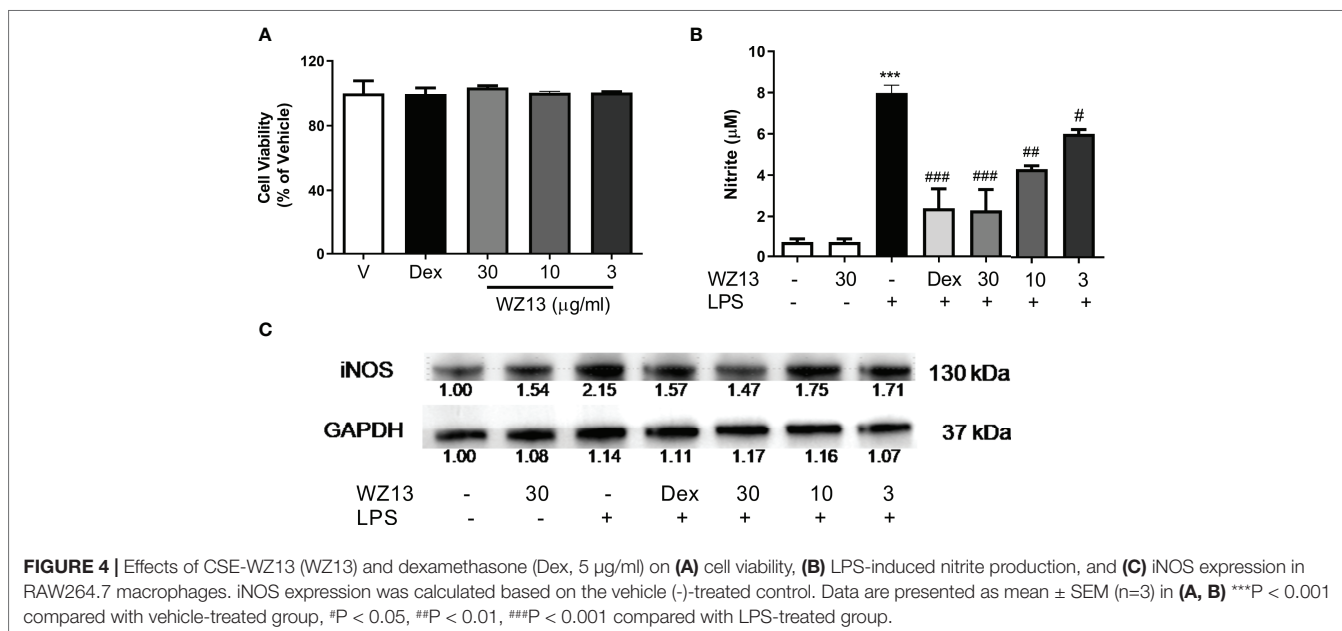 A
Cell Viability
(% of Vehicle)
120
80
40
0
V Dex 30 10 3
WZ13 (μg/ml)
B
Nitrite (μM)
10
8
6
4
2
0
*** ### ### ## #
WZ13 - 30 - Dex 30 10 3
LPS - - + + + + +
C
iNOS 130 kDa
1.00 1.54 2.15 1.57 1.47 1.75 1.71
GAPDH 37 kDa
1.00 1.08 1.14 1.11 1.17 1.16 1.07
WZ13 - 30 - Dex 30 10 3
LPS - - + + + + +
FIGURE 4 | Effects of CSE-WZ13 (WZ13) and dexamethasone (Dex, 5 μg/ml) on (A) cell viability, (B) LPS-induced nitrite production, and (C) iNOS expression in
RAW264.7 macrophages. iNOS expression was calculated based on the vehicle (-)-treated control. Data are presented as mean ± SEM (n=3) in (A, B) ***P < 0.001
compared with vehicle-treated group, #P < 0.05, ##P < 0.01, ###P < 0.001 compared with LPS-treated group.